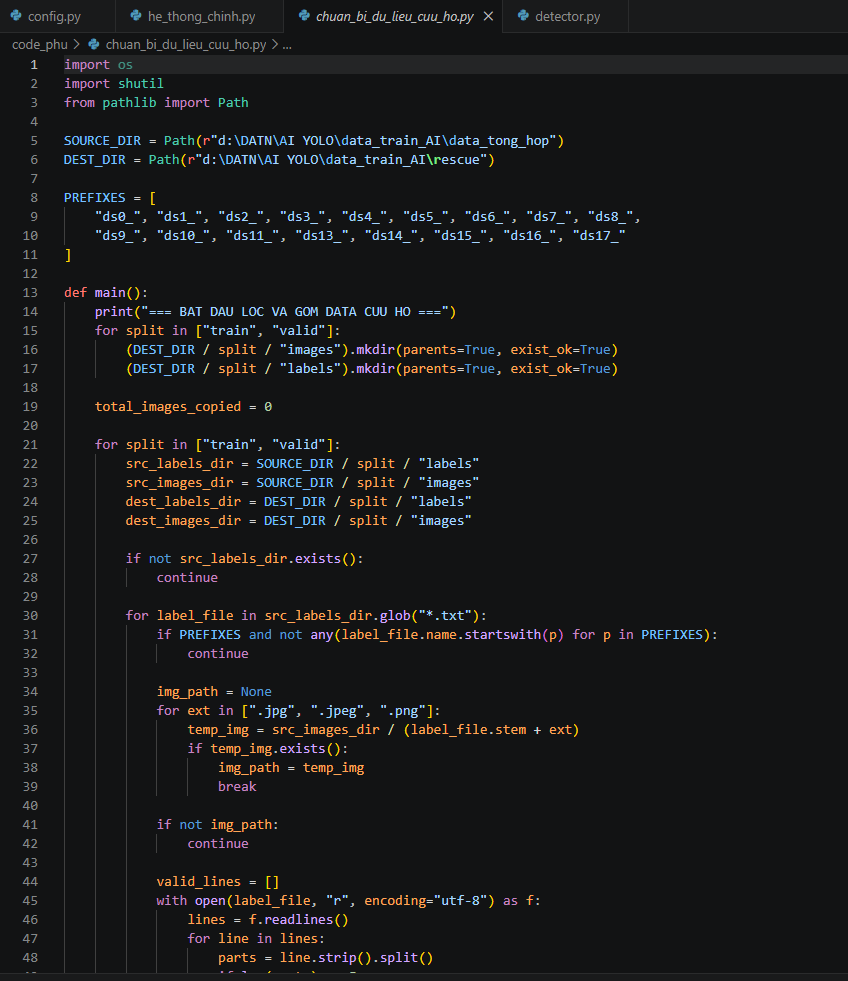 config.py he_thong_chinh.py chuan_bi_du_lieu_cuu_ho.py detector.py
code_phu > chuan_bi_du_lieu_cuu_ho.py > ...
1 import os
2 import shutil
3 from pathlib import Path
4
5 SOURCE_DIR = Path(r"d:\DATN\AI YOLO\data_train_AI\data_tong_hop")
6 DEST_DIR = Path(r"d:\DATN\AI YOLO\data_train_AI\rescue")
7
8 PREFIXES = [
9     "ds0_", "ds1_", "ds2_", "ds3_", "ds4_", "ds5_", "ds6_", "ds7_", "ds8_",
10     "ds9_", "ds10_", "ds11_", "ds13_", "ds14_", "ds15_", "ds16_", "ds17_"
11 ]
12
13 def main():
14     print("=== BAT DAU LOC VA GOM DATA CUU HO ===")
15     for split in ["train", "valid"]:
16         (DEST_DIR / split / "images").mkdir(parents=True, exist_ok=True)
17         (DEST_DIR / split / "labels").mkdir(parents=True, exist_ok=True)
18
19     total_images_copied = 0
20
21     for split in ["train", "valid"]:
22         src_labels_dir = SOURCE_DIR / split / "labels"
23         src_images_dir = SOURCE_DIR / split / "images"
24         dest_labels_dir = DEST_DIR / split / "labels"
25         dest_images_dir = DEST_DIR / split / "images"
26
27         if not src_labels_dir.exists():
28             continue
29
30         for label_file in src_labels_dir.glob("*.txt"):
31             if PREFIXES and not any(label_file.name.startswith(p) for p in PREFIXES):
32                 continue
33
34             img_path = None
35             for ext in [".jpg", ".jpeg", ".png"]:
36                 temp_img = src_images_dir / (label_file.stem + ext)
37                 if temp_img.exists():
38                     img_path = temp_img
39                     break
40
41             if not img_path:
42                 continue
43
44             valid_lines = []
45             with open(label_file, "r", encoding="utf-8") as f:
46                 lines = f.readlines()
47                 for line in lines:
48                     parts = line.strip().split()